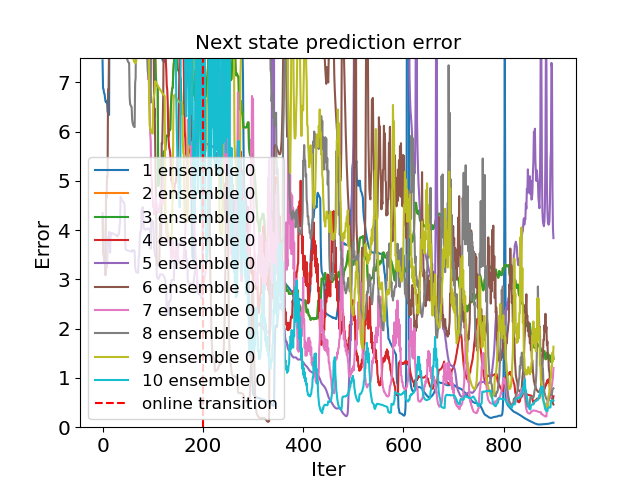 Next state prediction error
7
6
5
4
3
2
1
0
Error
1 ensemble 0
2 ensemble 0
3 ensemble 0
4 ensemble 0
5 ensemble 0
6 ensemble 0
7 ensemble 0
8 ensemble 0
9 ensemble 0
10 ensemble 0
online transition
0 200 400 600 800
Iter